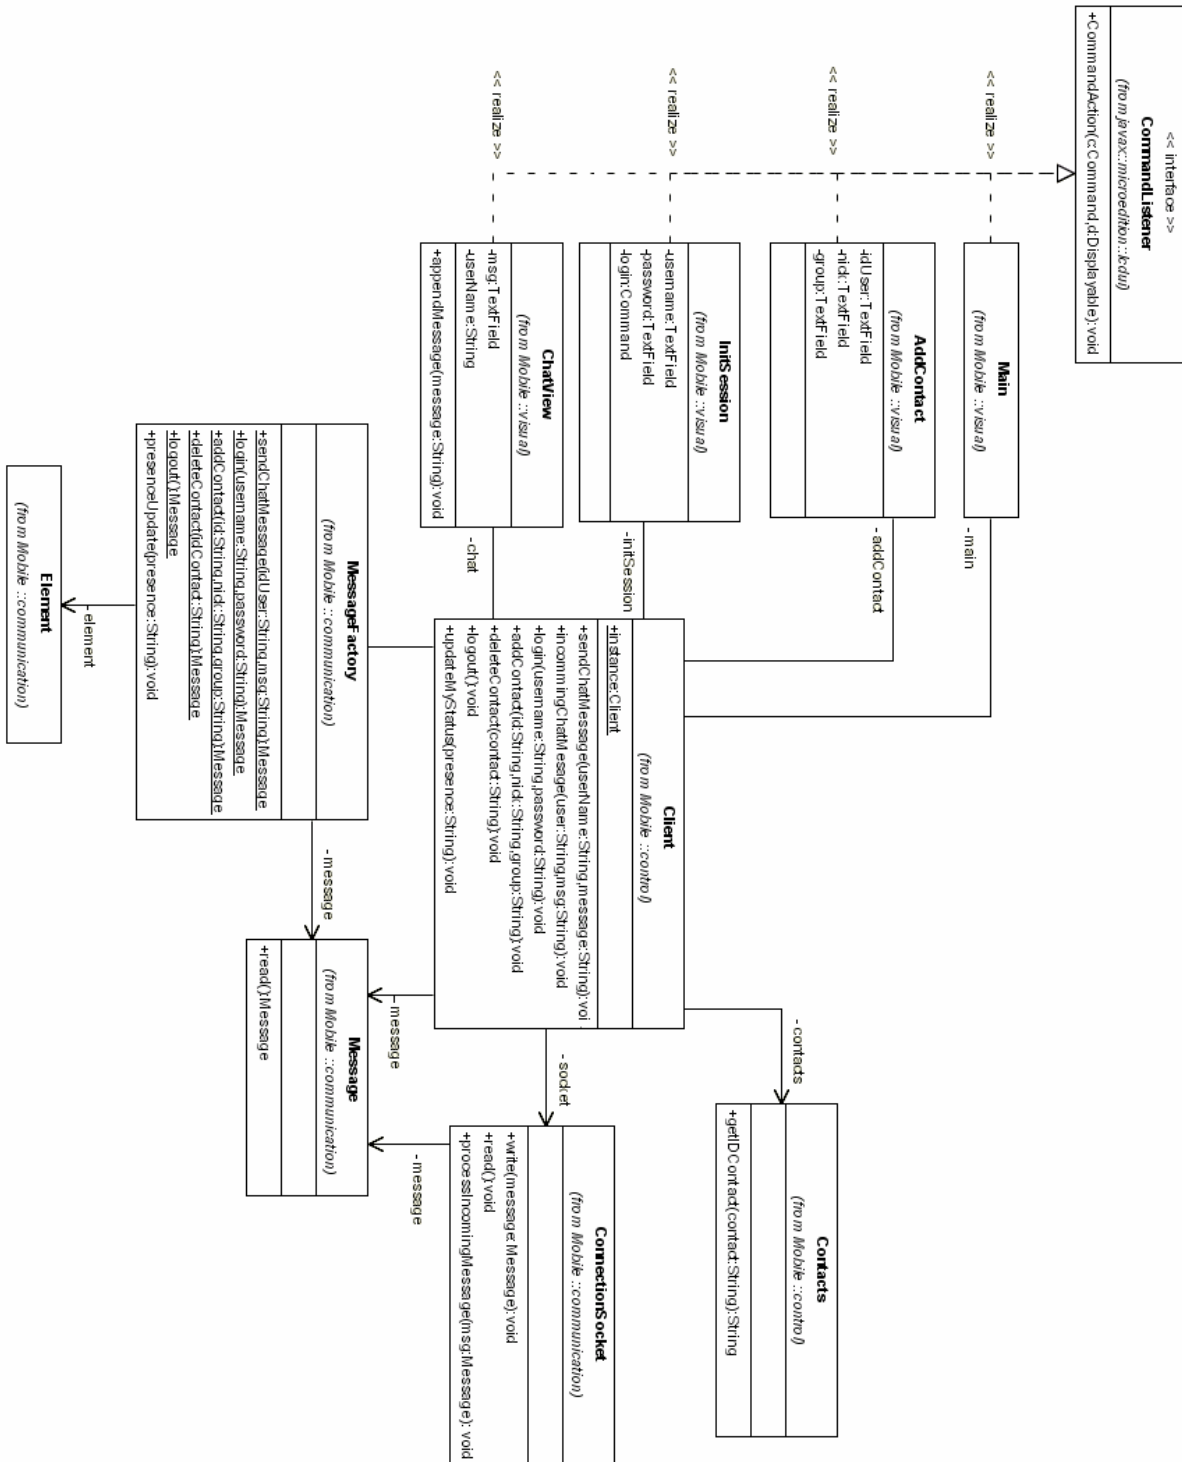 << interface >>
CommandListener
(from javax::microedition::lcdui)
+CommandAction(c:Command,d:Displayable):void
<< realize >>
<< realize >>
<< realize >>
<< realize >>
Main
(from Mobile ::visual)
AddContact
(from Mobile ::visual)
-idUser:TextField
-nick:TextField
-group:TextField
InitSession
(from Mobile ::visual)
-username:TextField
-password:TextField
-login:Command
ChatView
(from Mobile ::visual)
-msg:TextField
-userName:String
+appendMessage(message:String):void
-main
-addContact
-initSession
-chat
Client
(from Mobile ::control)
+instance:Client
+sendChatMessage(userName:String,message:String):voi
+incommingChatMesage(user:String,msg:String):void
+login(username:String,password:String):void
+addContact(id:String,nick:String,group:String):void
+deleteContact(contact:String):void
+logout():void
+updateMyStatus(presence:String):void
MessageFactory
(from Mobile ::communication)
+sendChatMessage(idUser:String,msg:String):Message
+login(username:String,password:String):Message
+addContact(id:String,nick:String,group:String):Message
+deleteContact(idContact:String):Message
+logout():Message
+presenceUpdate(presence:String):void
-element
Element
(from Mobile ::communication)
-contacts
Contacts
(from Mobile ::control)
+getIDContact(contact:String):String
-socket
ConnectionSocket
(from Mobile ::communication)
+write(message:Message):void
+read():void
+processIncomingMessage(msg:Message): void
-message
-message
-message
Message
(from Mobile ::communication)
+read():Message